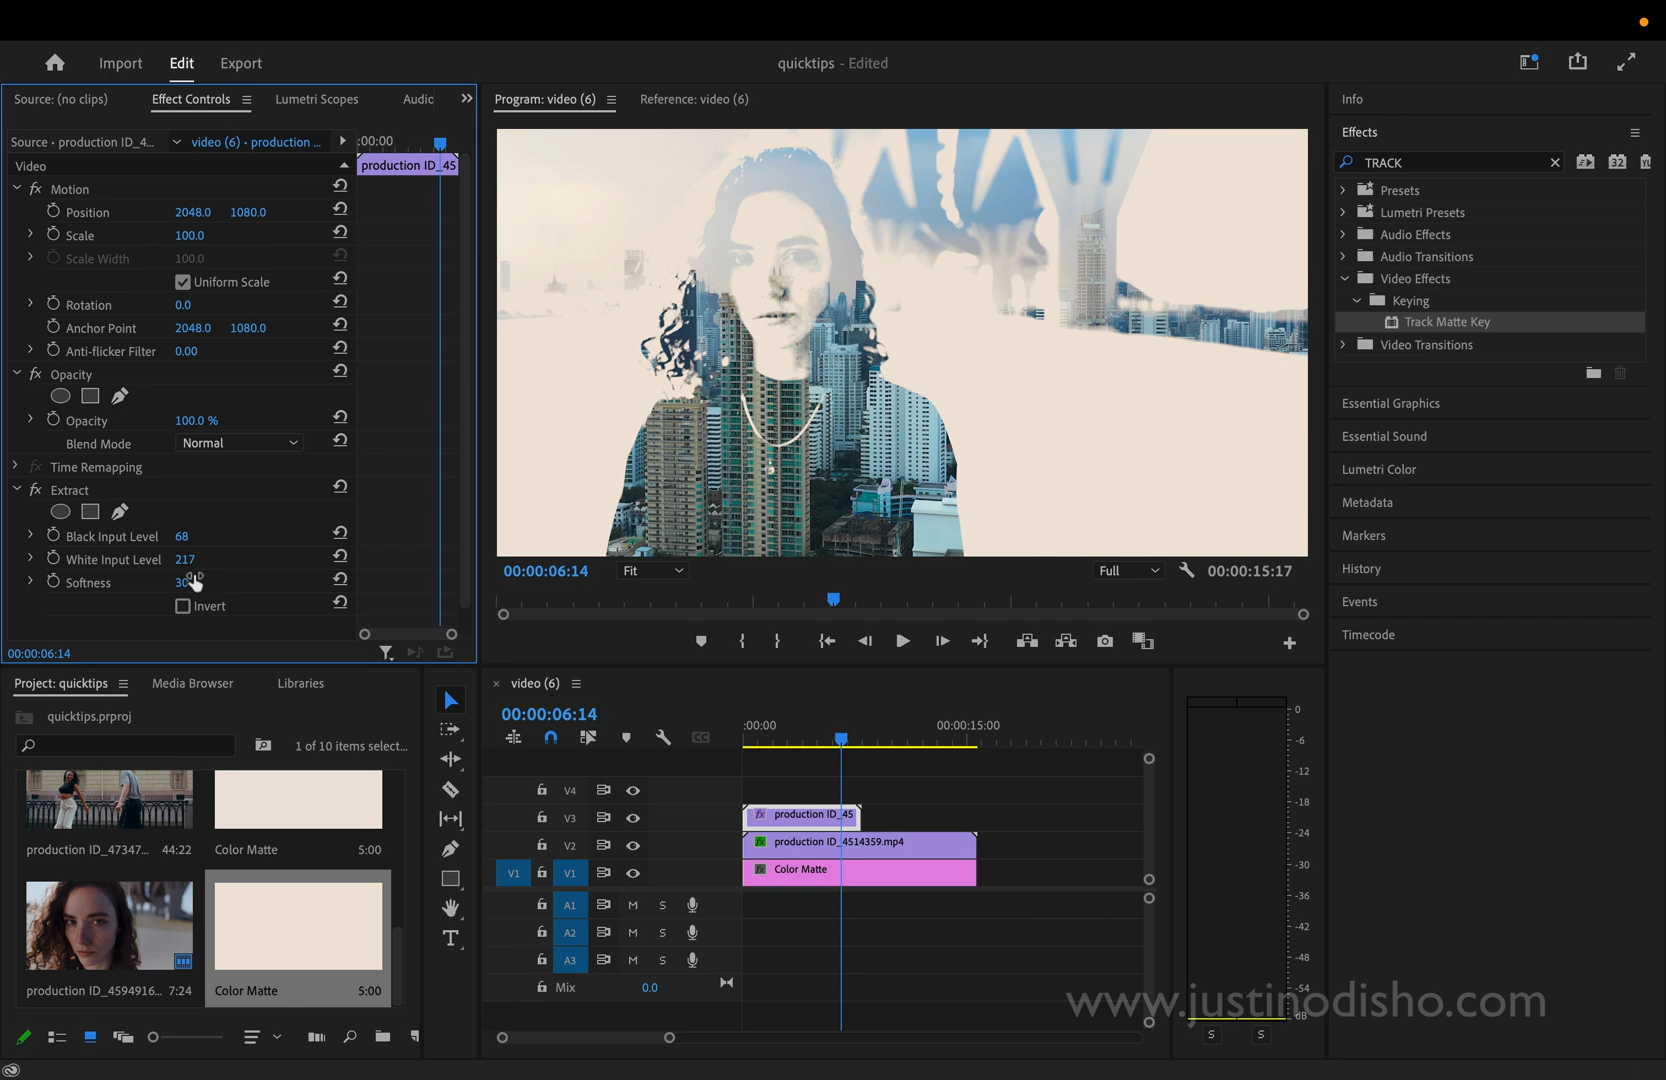 Import Edit Export quicktips - Edited
Source: (no clips) Effect Controls Lumetri Scopes Audio
Source • production ID_4... video (6) • production ... :00:00
Video production ID_45
Motion
Position 2048.0 1080.0
Scale 100.0
Scale Width 100.0
Uniform Scale
Rotation 0.0
Anchor Point 2048.0 1080.0
Anti-flicker Filter 0.00
Opacity
Opacity 100.0 %
Blend Mode Normal
Time Remapping
Extract
Black Input Level 68
White Input Level 217
Softness 30
Invert
00:00:06:14
Program: video (6) Reference: video (6)
00:00:06:14 Fit Full 00:00:15:17
Info
Effects
TRACK
32
Presets
Lumetri Presets
Audio Effects
Audio Transitions
Video Effects
Keying
Track Matte Key
Video Transitions
Essential Graphics
Essential Sound
Lumetri Color
Metadata
Markers
History
Events
Timecode
Project: quicktips Media Browser Libraries
quicktips.prproj
1 of 10 items select...
production ID_47347... 44:22 Color Matte 5:00
production ID_4594916... 7:24 Color Matte 5:00
video (6)
00:00:06:14 :00:00 00:00:15:00
CC
V4
V3 production ID_45
V2 production ID_4514359.mp4
V1 V1 Color Matte
A1 M S
A2 M S
A3 M S
Mix 0.0
0
-6
-12
-18
-24
-30
-36
-42
-48
-54
dB
S S
www.justinodisho.com